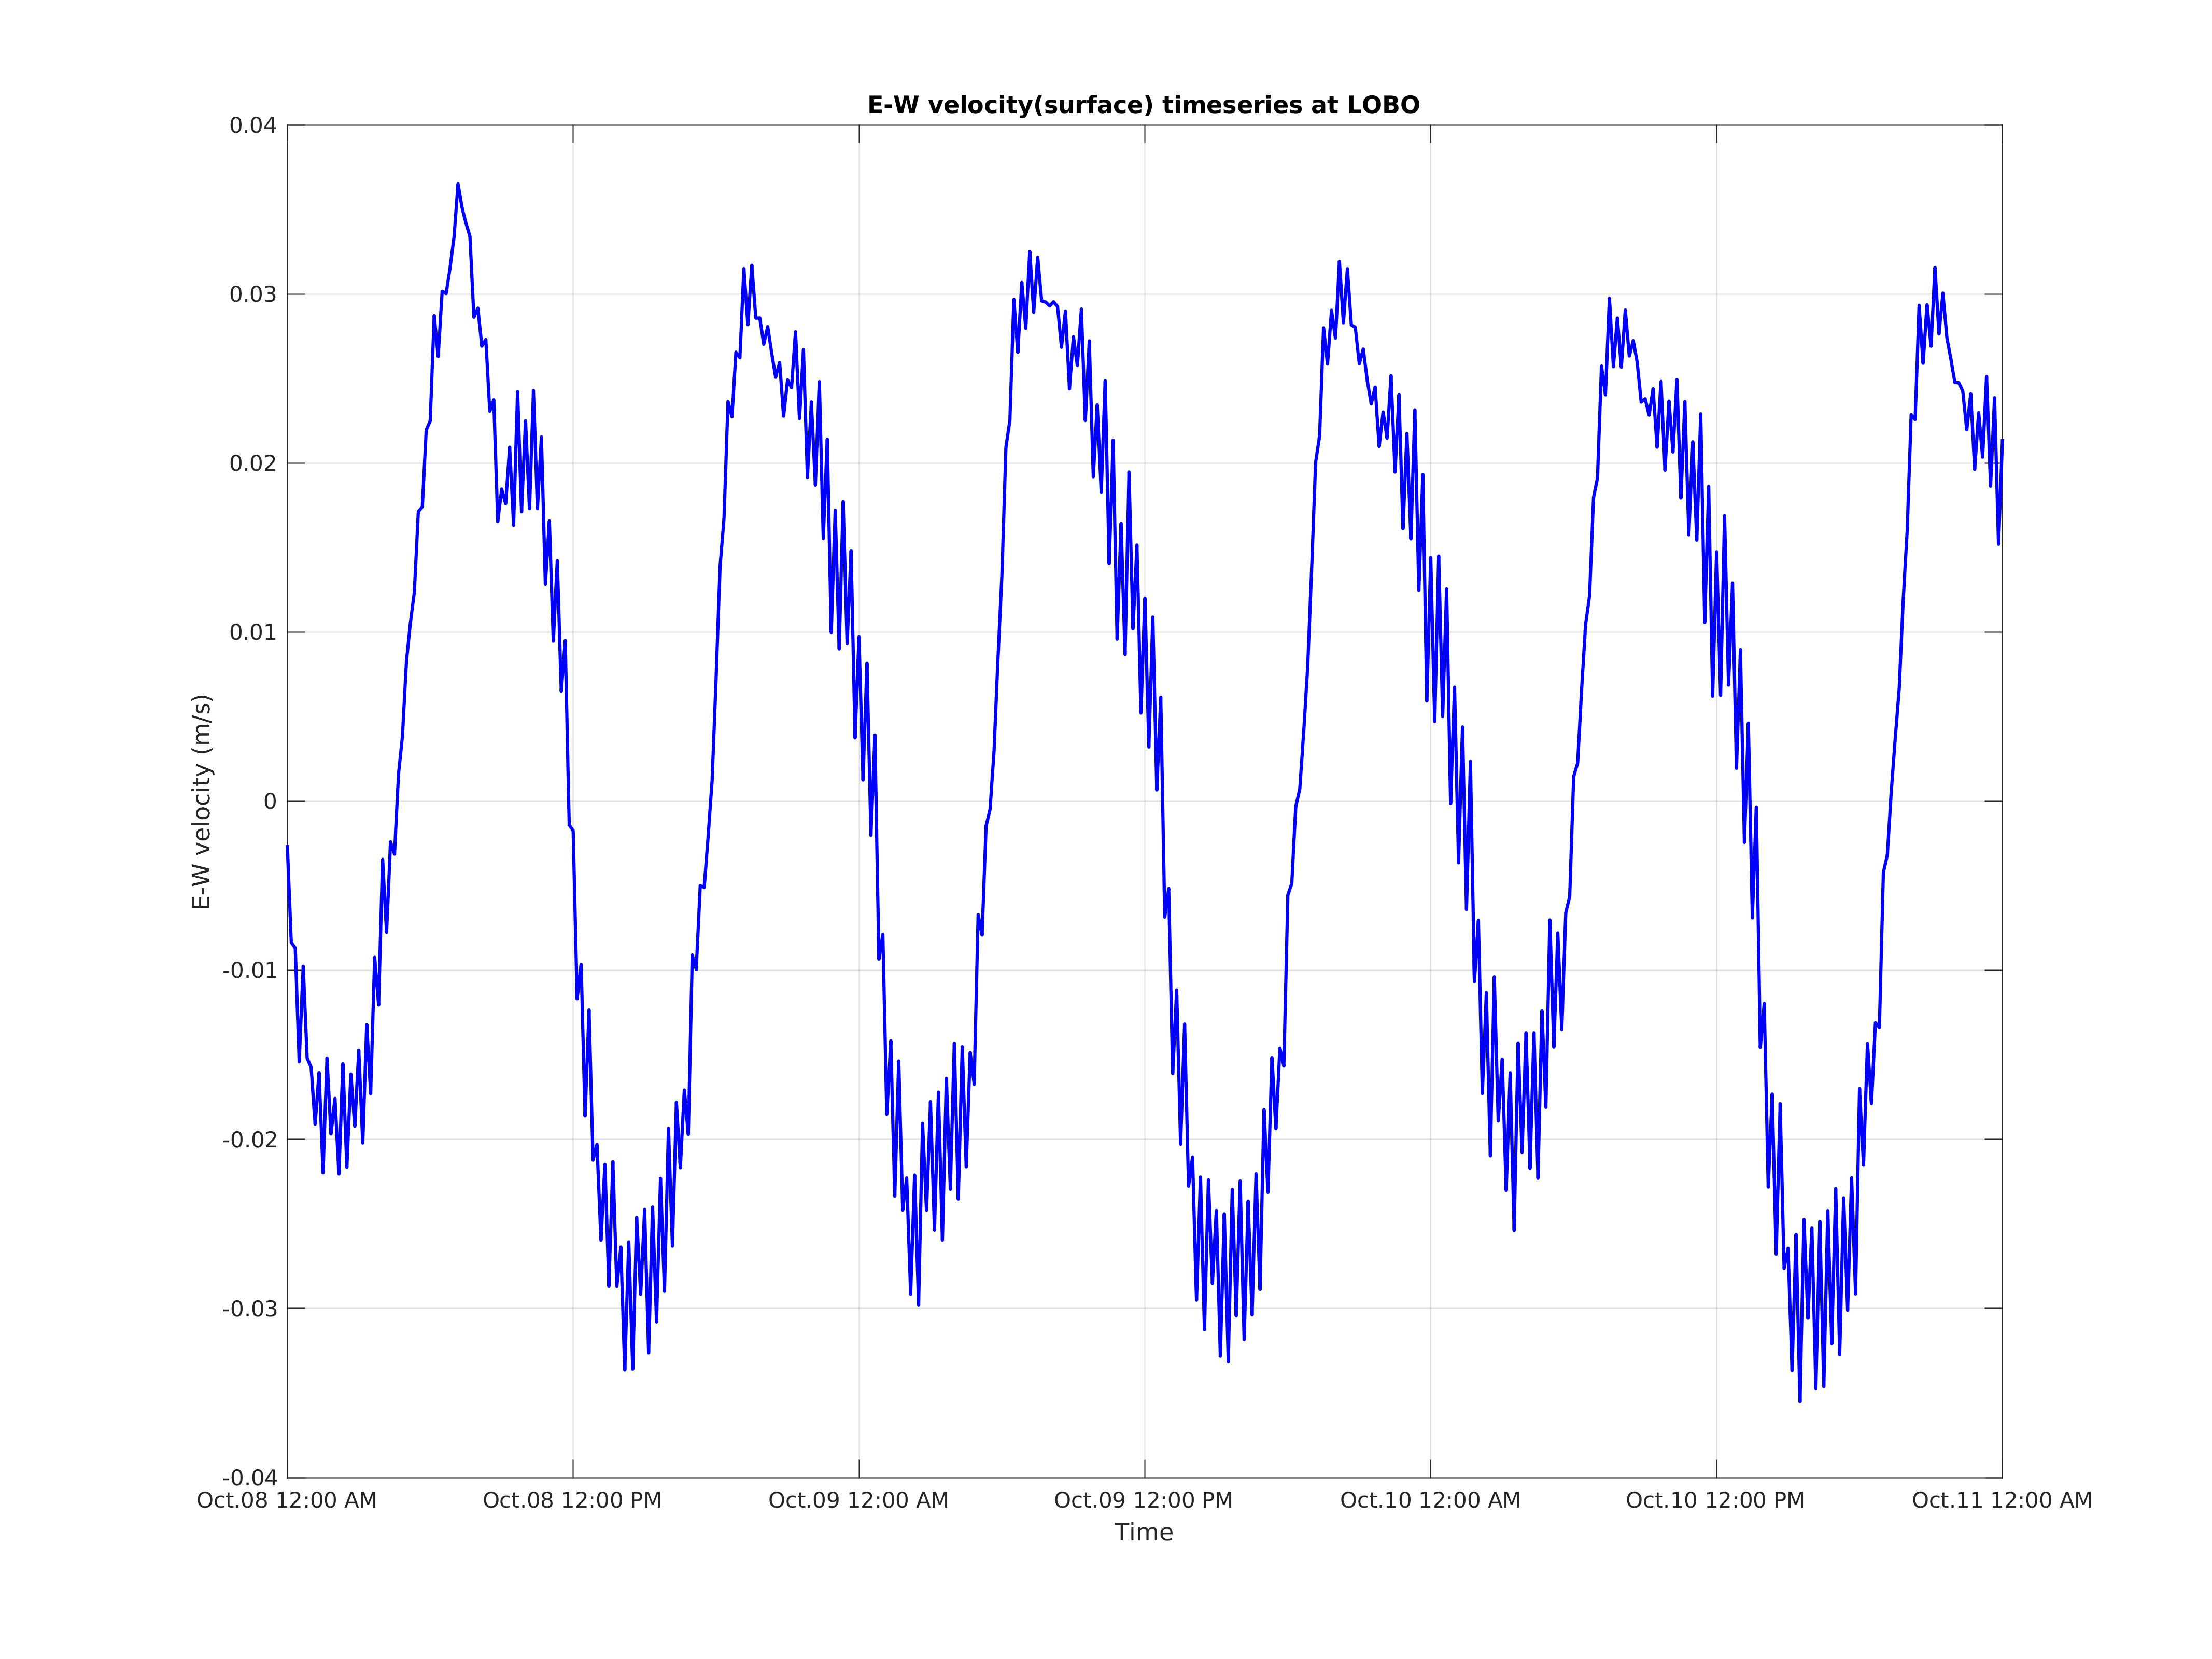 E-W velocity(surface) timeseries at LOBO
0.04
0.03
0.02
0.01
0
-0.01
-0.02
-0.03
-0.04
E-W velocity (m/s)
Oct.08 12:00 AM Oct.08 12:00 PM Oct.09 12:00 AM Oct.09 12:00 PM Oct.10 12:00 AM Oct.10 12:00 PM Oct.11 12:00 AM
Time